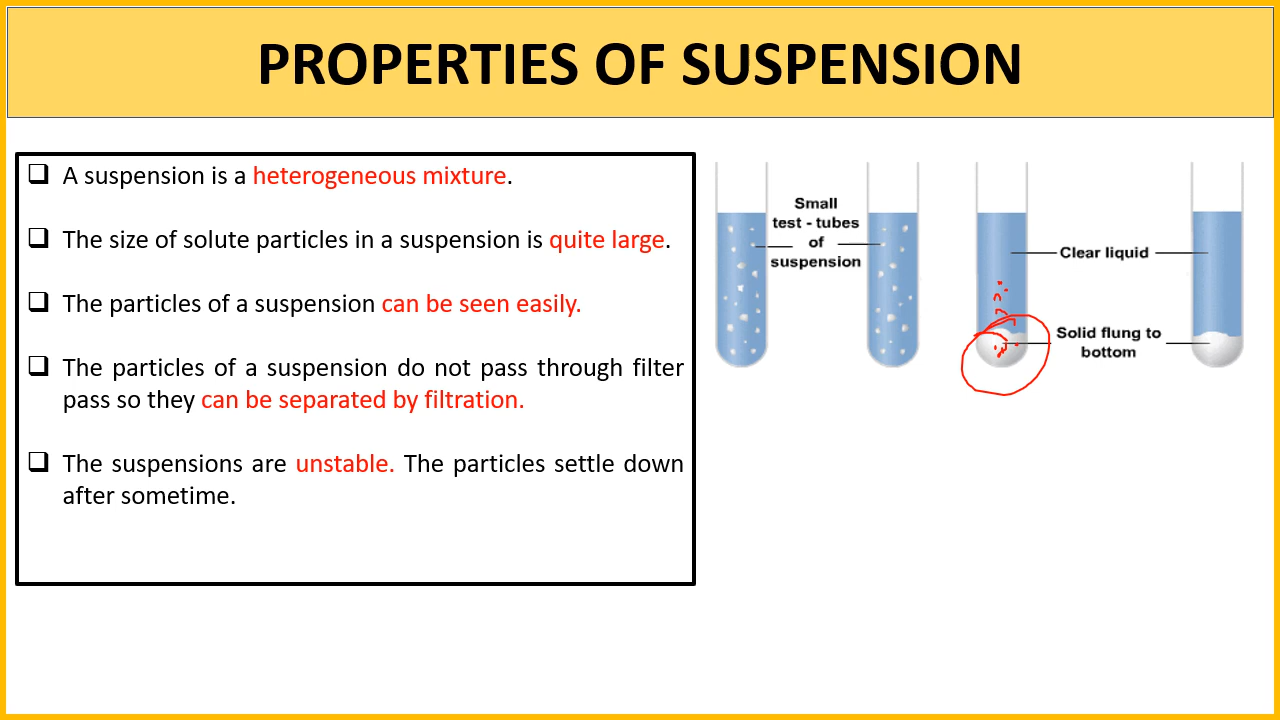 PROPERTIES OF SUSPENSION
❑ A suspension is a heterogeneous mixture.
❑ The size of solute particles in a suspension is quite large.
❑ The particles of a suspension can be seen easily.
❑ The particles of a suspension do not pass through filter
pass so they can be separated by filtration.
❑ The suspensions are unstable. The particles settle down
after sometime.
Small
test - tubes
of
suspension
Clear liquid
Solid flung to
bottom